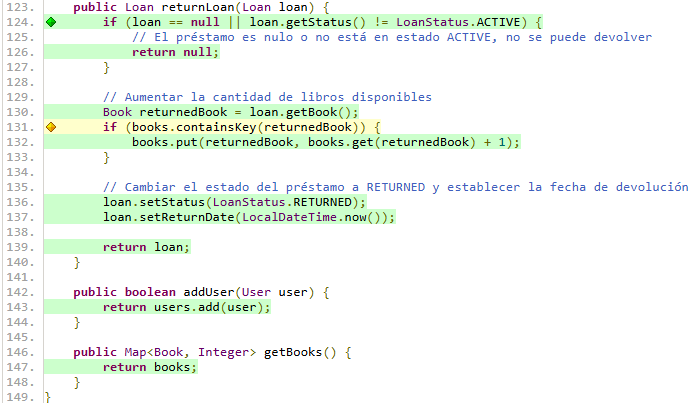 123.     public Loan returnLoan(Loan loan) {
124.         if (loan == null || loan.getStatus() != LoanStatus.ACTIVE) {
125.             // El préstamo es nulo o no está en estado ACTIVE, no se puede devolver
126.             return null;
127.         }
128.
129.         // Aumentar la cantidad de libros disponibles
130.         Book returnedBook = loan.getBook();
131.         if (books.containsKey(returnedBook)) {
132.             books.put(returnedBook, books.get(returnedBook) + 1);
133.         }
134.
135.         // Cambiar el estado del préstamo a RETURNED y establecer la fecha de devolución
136.         loan.setStatus(LoanStatus.RETURNED);
137.         loan.setReturnDate(LocalDateTime.now());
138.
139.         return loan;
140.     }
141.
142.     public boolean addUser(User user) {
143.         return users.add(user);
144.     }
145.
146.     public Map<Book, Integer> getBooks() {
147.         return books;
148.     }
149. }